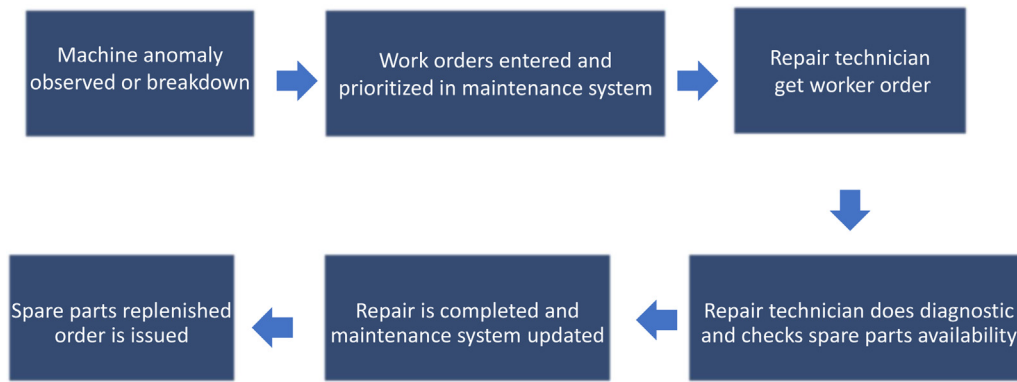 Machine anomaly
observed or breakdown
Work orders entered and
prioritized in maintenance system
Repair technician
get worker order
Repair technician does diagnostic
and checks spare parts availability
Repair is completed and
maintenance system updated
Spare parts replenished
order is issued